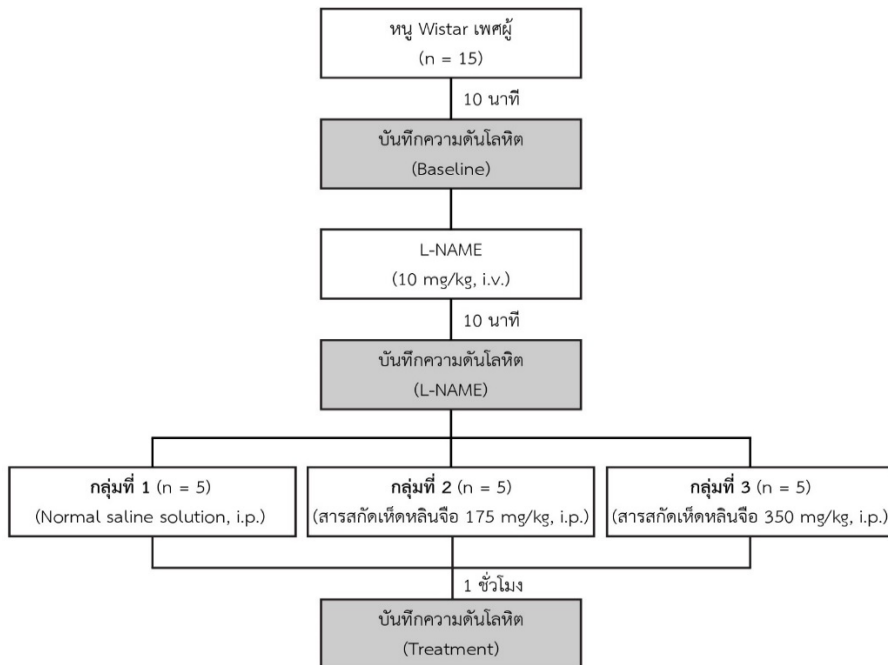 หนู Wistar เพศผู้
(n = 15)
10 นาที
บันทึกความดันโลหิต
(Baseline)
L-NAME
(10 mg/kg, i.v.)
10 นาที
บันทึกความดันโลหิต
(L-NAME)
กลุ่มที่ 1 (n = 5)
(Normal saline solution, i.p.)
กลุ่มที่ 2 (n = 5)
(สารสกัดเห็ดหลินจือ 175 mg/kg, i.p.)
กลุ่มที่ 3 (n = 5)
(สารสกัดเห็ดหลินจือ 350 mg/kg, i.p.)
1 ชั่วโมง
บันทึกความดันโลหิต
(Treatment)